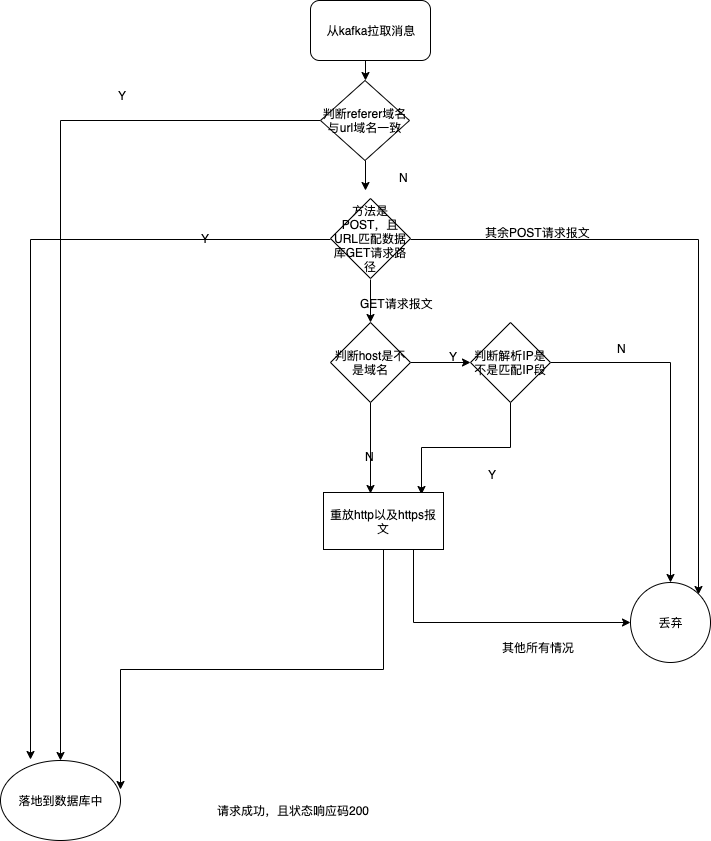 从kafka拉取消息
Y
判断referer域名
与url域名一致
N
方法是
POST，且
URL匹配数据
库GET请求路
径
Y
其余POST请求报文
GET请求报文
判断host是不
是域名
Y
判断解析IP是
不是匹配IP段
N
N
Y
重放http以及https报
文
丢弃
其他所有情况
落地到数据库中
请求成功，且状态响应码200